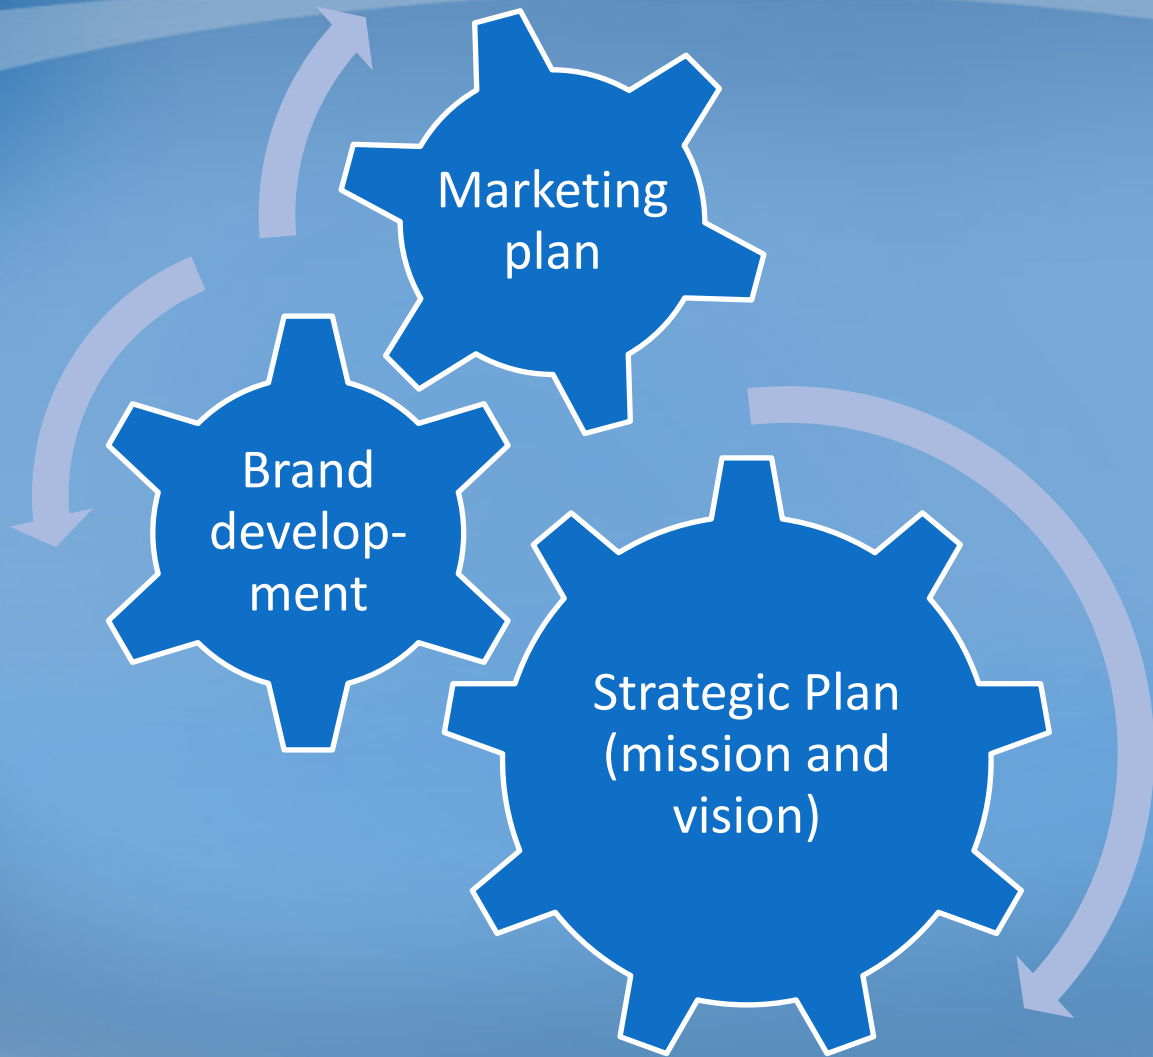 Marketing
plan
Brand
develop-
ment
Strategic Plan
(mission and
vision)